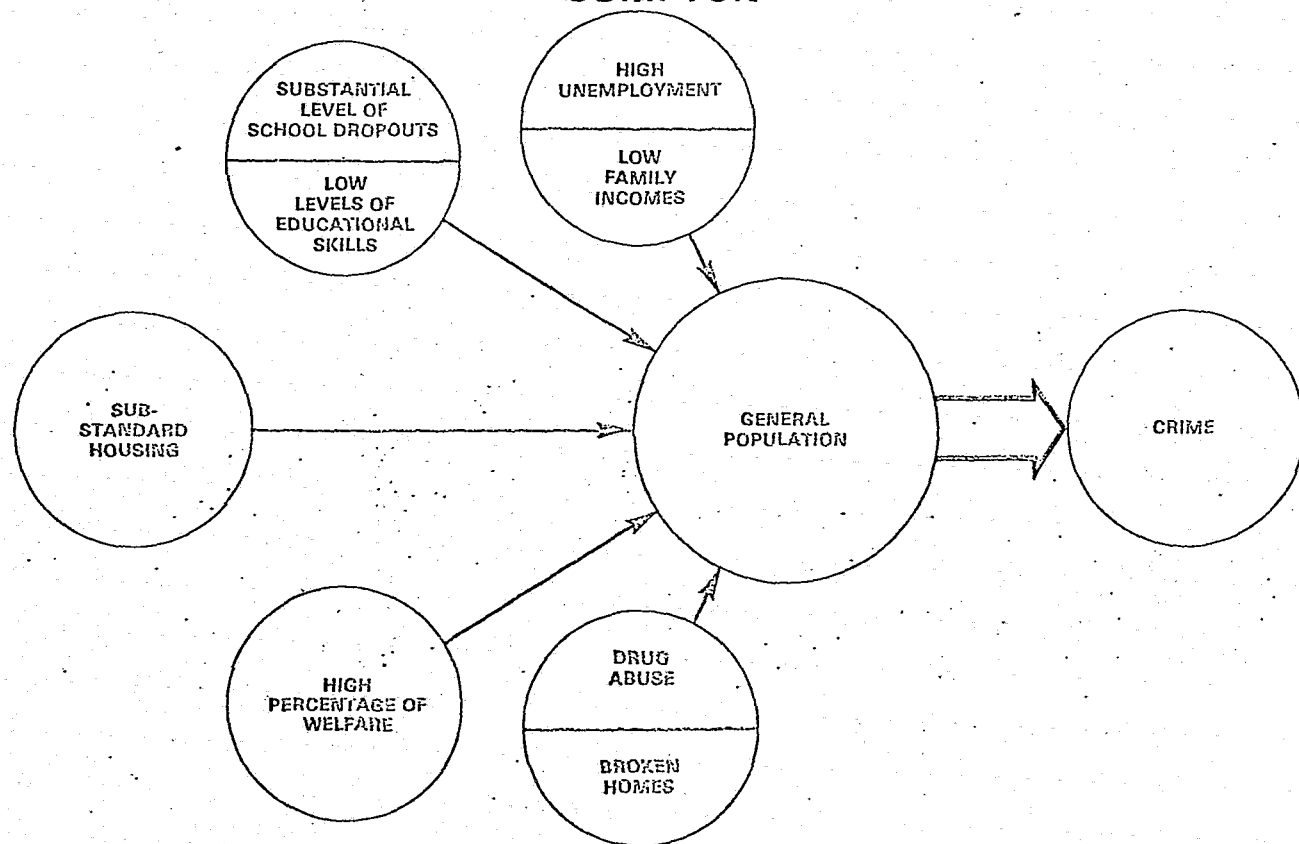 SUBSTANTIAL
LEVEL OF
SCHOOL DROPOUTS
LOW
LEVELS OF
EDUCATIONAL
SKILLS
HIGH
UNEMPLOYMENT
LOW
FAMILY
INCOMES
SUB-
STANDARD
HOUSING
GENERAL
POPULATION
CRIME
HIGH
PERCENTAGE OF
WELFARE
DRUG
ABUSE
BROKEN
HOMES